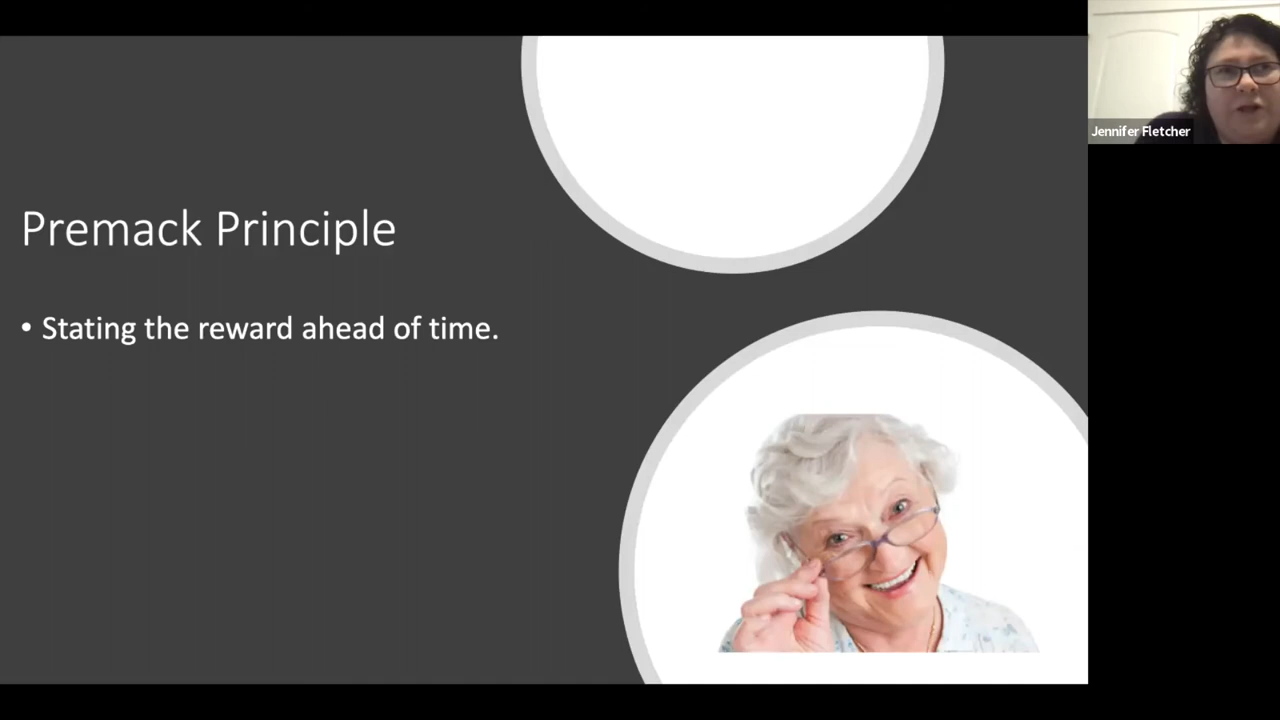 Premack Principle
• Stating the reward ahead of time.
Jennifer Fletcher